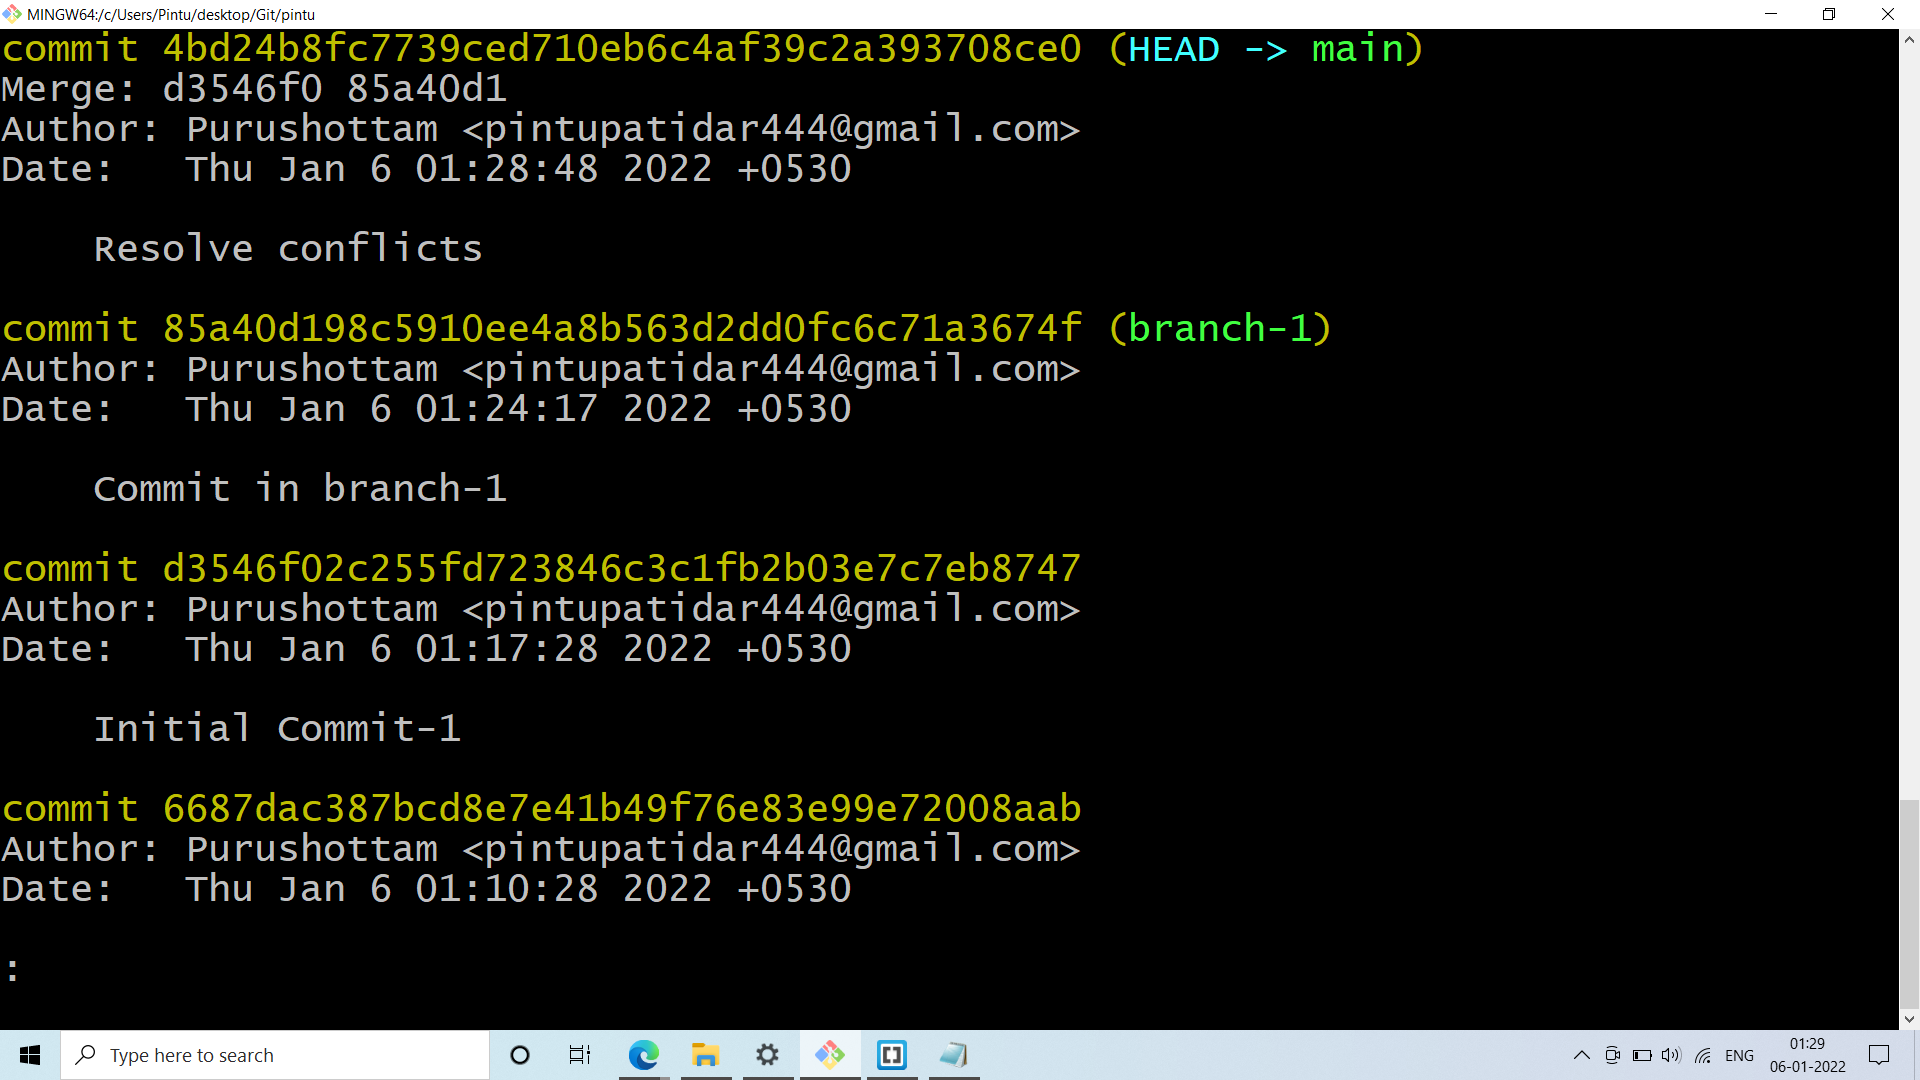 MINGW64:/c/Users/Pintu/desktop/Git/pintu
commit 4bd24b8fc7739ced710eb6c4af39c2a393708ce0 (HEAD -> main)
Merge: d3546f0 85a40d1
Author: Purushottam <pintupatidar444@gmail.com>
Date:   Thu Jan 6 01:28:48 2022 +0530
    Resolve conflicts
commit 85a40d198c5910ee4a8b563d2dd0fc6c71a3674f (branch-1)
Author: Purushottam <pintupatidar444@gmail.com>
Date:   Thu Jan 6 01:24:17 2022 +0530
    Commit in branch-1
commit d3546f02c255fd723846c3c1fb2b03e7c7eb8747
Author: Purushottam <pintupatidar444@gmail.com>
Date:   Thu Jan 6 01:17:28 2022 +0530
    Initial Commit-1
commit 6687dac387bcd8e7e41b49f76e83e99e72008aab
Author: Purushottam <pintupatidar444@gmail.com>
Date:   Thu Jan 6 01:10:28 2022 +0530
:
Type here to search
ENG
01:29
06-01-2022